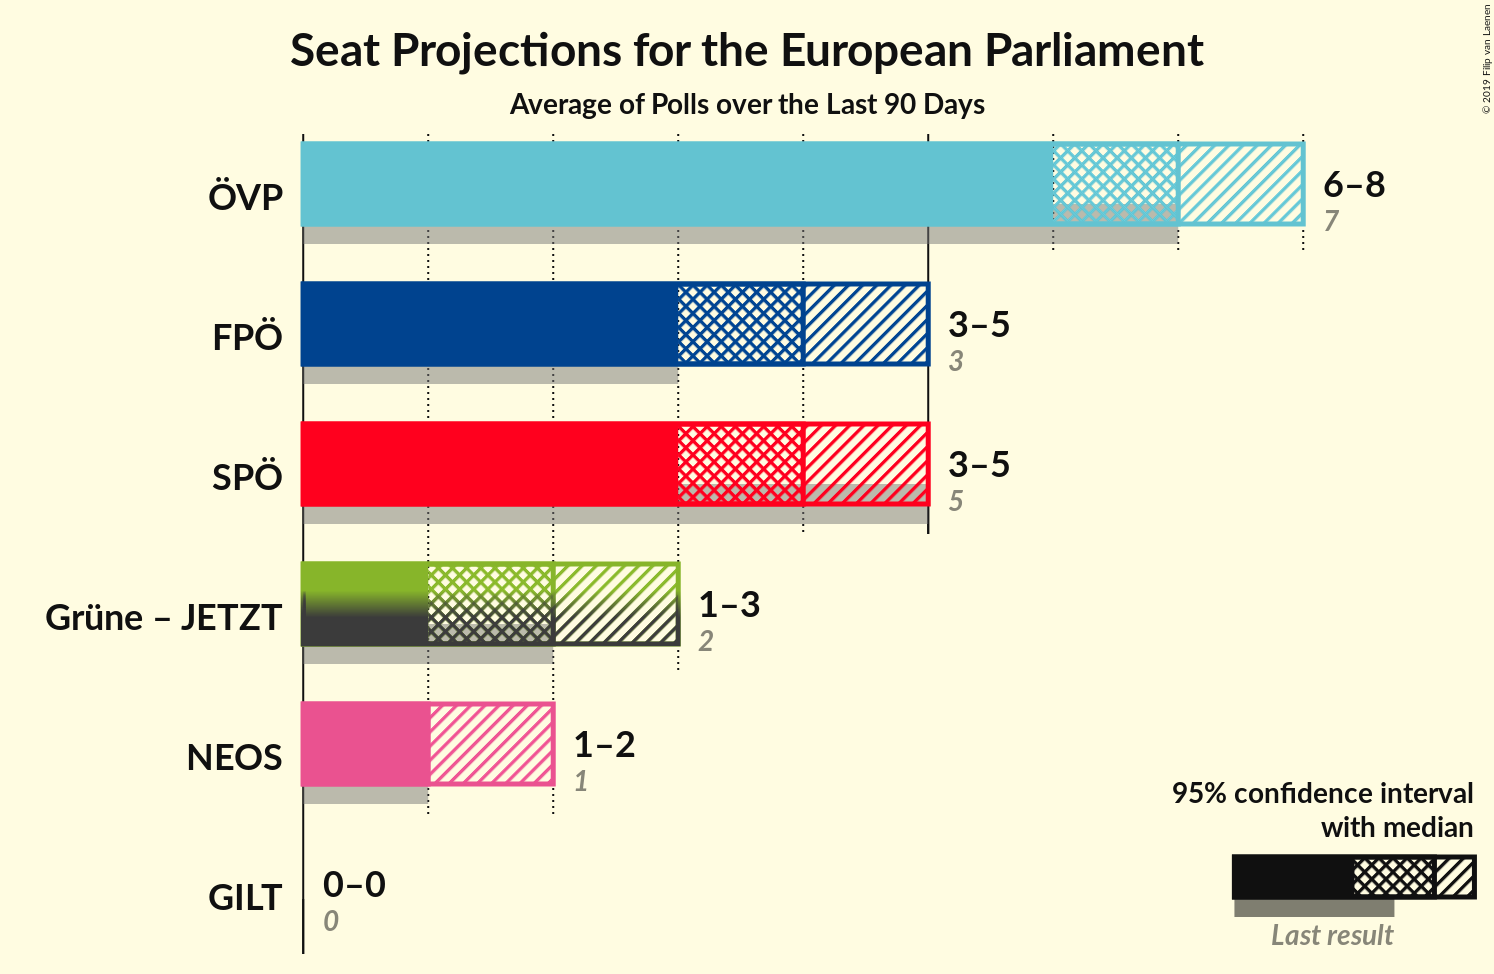 Seat Projections for the European Parliament
Average of Polls over the Last 90 Days
© 2019 Filip van Laenen
ÖVP
6–8
7
FPÖ
3–5
3
SPÖ
3–5
5
Grüne – JETZT
1–3
2
NEOS
1–2
1
GILT
0–0
0
95% confidence interval
with median
Last result